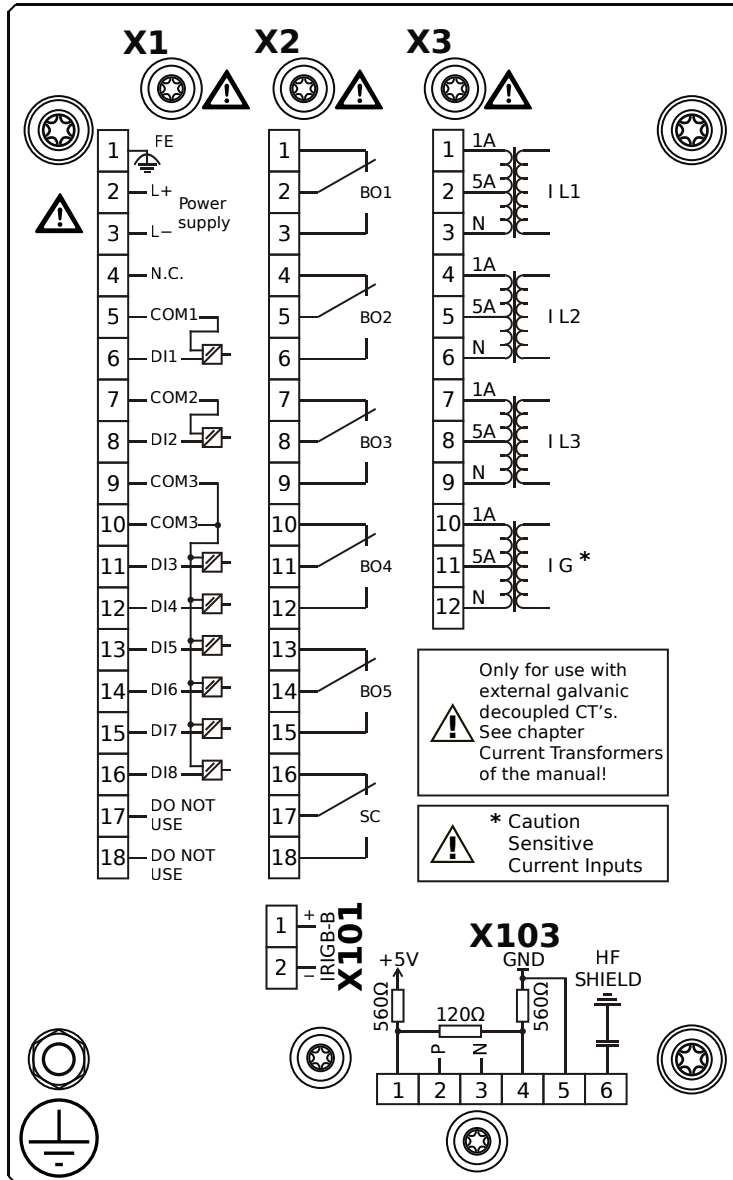 X1 X2 X3
1 FE
2 L+
Power
supply
3 L−
4 N.C.
5 COM1
6 DI1
7 COM2
8 DI2
9 COM3
10 COM3
11 DI3
12 DI4
13 DI5
14 DI6
15 DI7
16 DI8
17 DO NOT
USE
18 DO NOT
USE
1
2 BO1
3
4
5 BO2
6
7
8 BO3
9
10
11 BO4
12
13
14 BO5
15
16
17 SC
18
1 1A
2 5A I L1
3 N
4 1A
5 5A I L2
6 N
7 1A
8 5A I L3
9 N
10 1A
11 5A I G *
12 N
Only for use with
external galvanic
decoupled CT's.
See chapter
Current Transformers
of the manual!
* Caution
Sensitive
Current Inputs
X101
IRIGB-B
1 +
2 −
X103
+5V GND HF
SHIELD
560Ω 120Ω 560Ω
P N
1 2 3 4 5 6